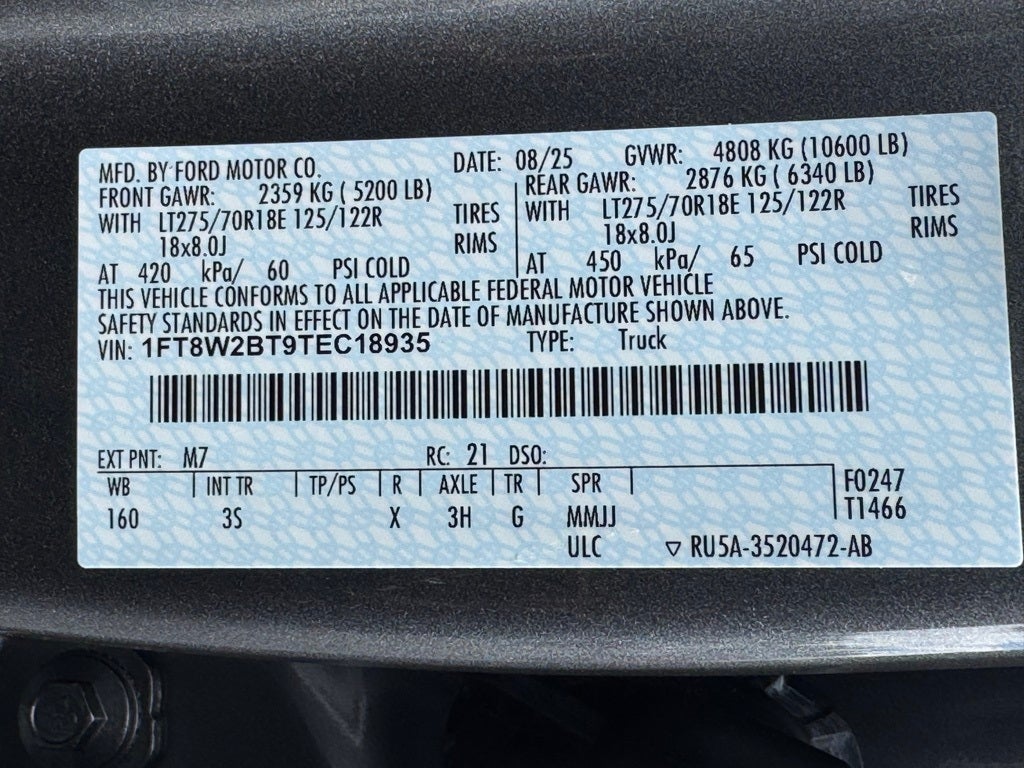 MFD. BY FORD MOTOR CO. DATE: 08/25 GVWR: 4808 KG (10600 LB)
FRONT GAWR: 2359 KG ( 5200 LB) REAR GAWR: 2876 KG ( 6340 LB)
WITH LT275/70R18E 125/122R TIRES WITH LT275/70R18E 125/122R TIRES
18x8.0J RIMS 18x8.0J RIMS
AT 420 kPa/ 60 PSI COLD AT 450 kPa/ 65 PSI COLD
THIS VEHICLE CONFORMS TO ALL APPLICABLE FEDERAL MOTOR VEHICLE
SAFETY STANDARDS IN EFFECT ON THE DATE OF MANUFACTURE SHOWN ABOVE.
VIN: 1FT8W2BT9TEC18935 TYPE: Truck
EXT PNT: M7 RC: 21 DSO:
WB INT TR TP/PS R AXLE TR SPR F0247
160 3S X 3H G MMJJ T1466
ULC ▽ RU5A-3520472-AB